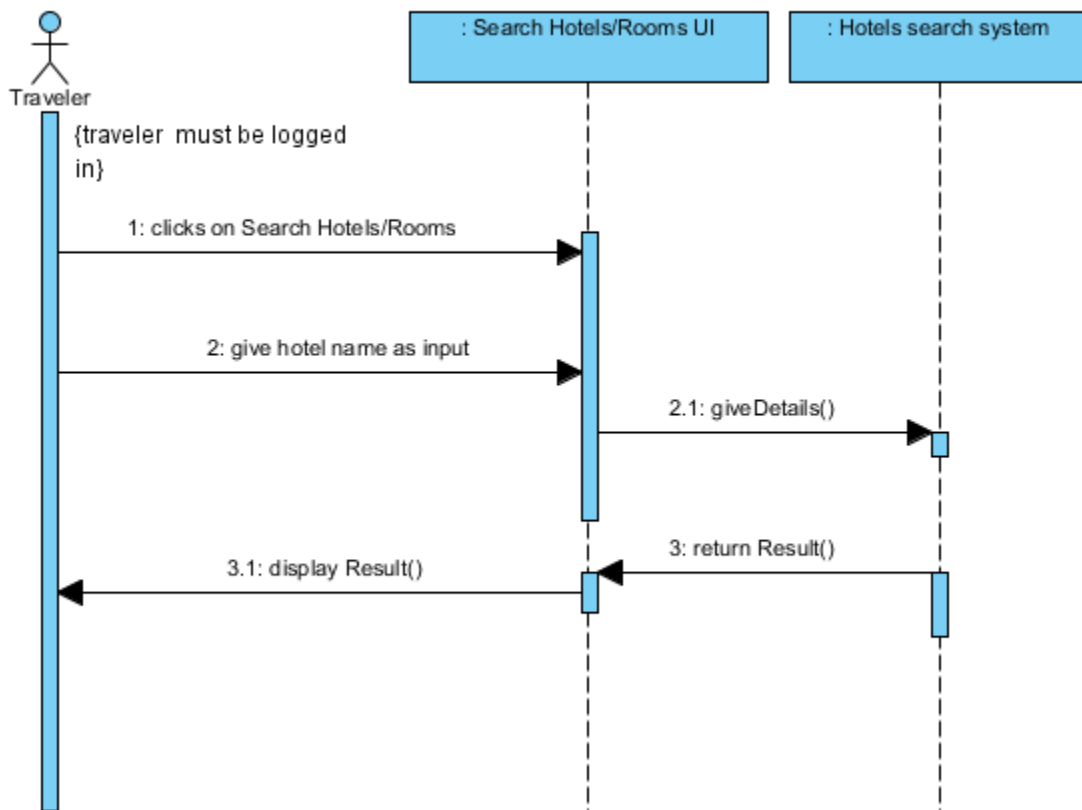 : Search Hotels/Rooms UI
: Hotels search system
Traveler
{traveler must be logged
in}
1: clicks on Search Hotels/Rooms
2: give hotel name as input
2.1: giveDetails()
3: return Result()
3.1: display Result()